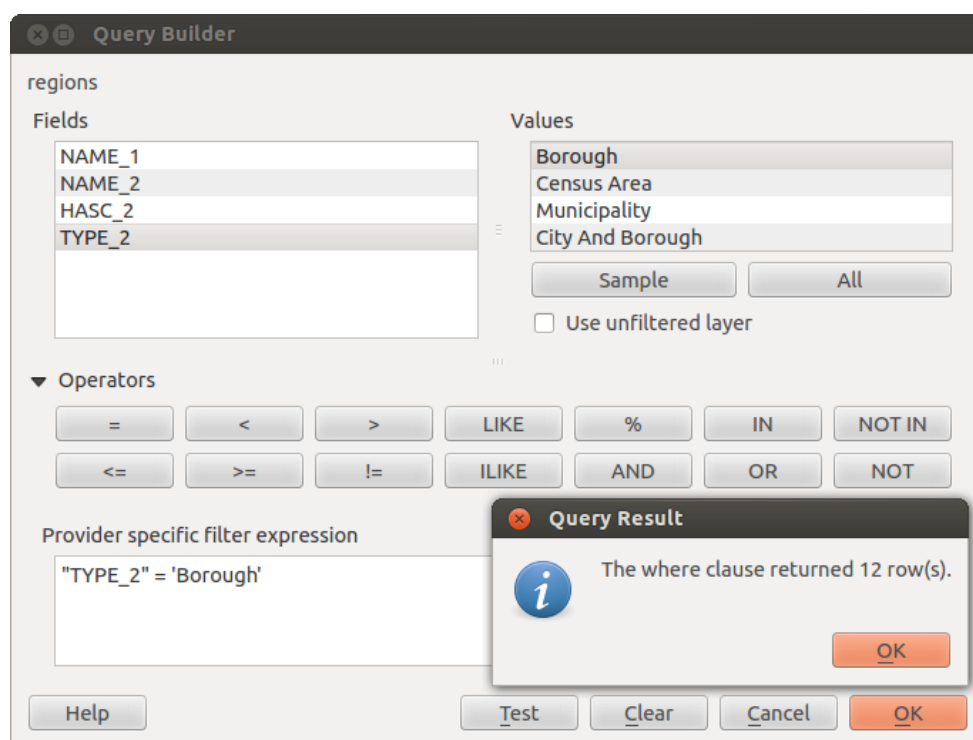 Query Builder
regions
Fields
Values
NAME_1
NAME_2
HASC_2
TYPE_2
Borough
Census Area
Municipality
City And Borough
Sample All
Use unfiltered layer
Operators
= < > LIKE % IN NOT IN
<= >= != ILIKE AND OR NOT
Provider specific filter expression
"TYPE_2" = 'Borough'
Query Result
The where clause returned 12 row(s).
OK
Help Test Clear Cancel OK